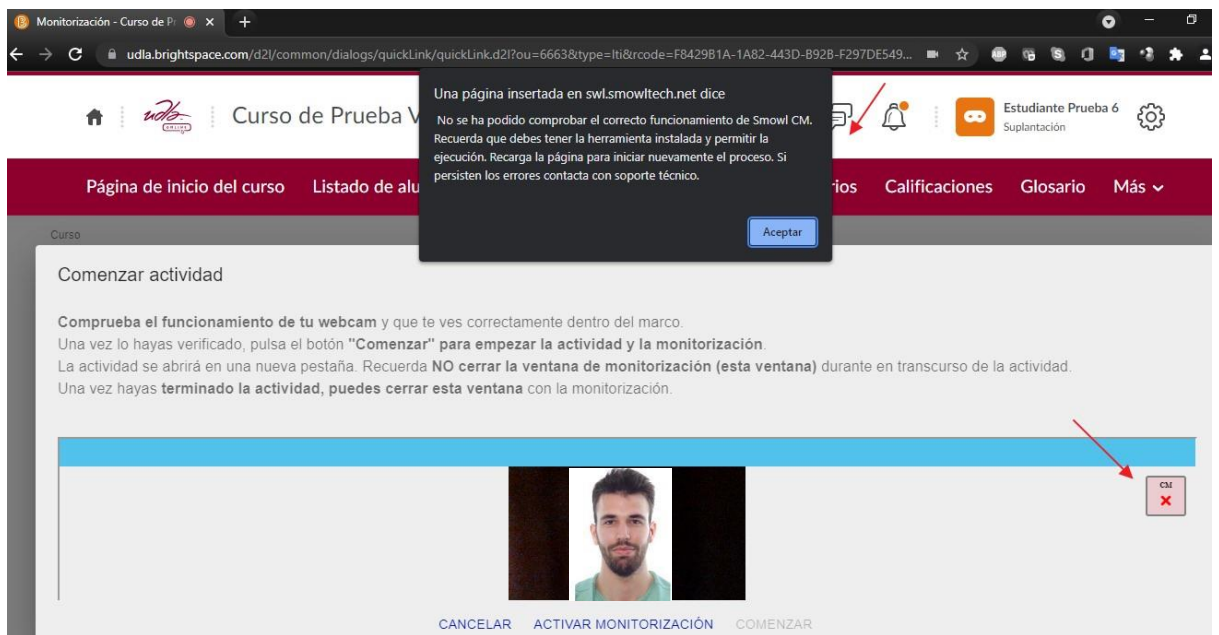 Monitorización - Curso de Pr
udla.brightspace.com/d2l/common/dialogs/quickLink/quickLink.d2l?ou=6663&type=lti&rcode=F8429B1A-1A82-443D-B92B-F297DE549...
Una página insertada en swl.smowltech.net dice
No se ha podido comprobar el correcto funcionamiento de Smowl CM.
Recuerda que debes tener la herramienta instalada y permitir la
ejecución. Recarga la página para iniciar nuevamente el proceso. Si
persisten los errores contacta con soporte técnico.
Aceptar
udla
ONLINE
Curso de Prueba V
Estudiante Prueba 6
Suplantación
Página de inicio del curso Listado de alu rios Calificaciones Glosario Más
Curso
Comenzar actividad
Comprueba el funcionamiento de tu webcam y que te ves correctamente dentro del marco.
Una vez lo hayas verificado, pulsa el botón "Comenzar" para empezar la actividad y la monitorización.
La actividad se abrirá en una nueva pestaña. Recuerda NO cerrar la ventana de monitorización (esta ventana) durante en transcurso de la actividad.
Una vez hayas terminado la actividad, puedes cerrar esta ventana con la monitorización.
CM
CANCELAR ACTIVAR MONITORIZACIÓN COMENZAR